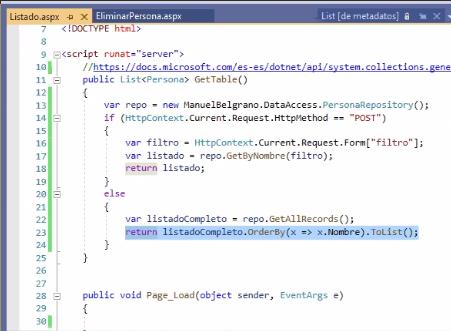 Listado.aspx EliminarPersona.aspx List [de metadatos]
7 <!DOCTYPE html>
8
9 <script runat="server">
10 //https://docs.microsoft.com/es-es/dotnet/api/system.collections.gene
11 public List<Persona> GetTable()
12 {
13 var repo = new ManuelBelgrano.DataAccess.PersonaRepository();
14 if (HttpContext.Current.Request.HttpMethod == "POST")
15 {
16 var filtro = HttpContext.Current.Request.Form["filtro"];
17 var listado = repo.GetByNombre(filtro);
18 return listado;
19 }
20 else
21 {
22 var listadoCompleto = repo.GetAllRecords();
23 return listadoCompleto.OrderBy(x => x.Nombre).ToList();
24 }
25 }
26
27
28 public void Page_Load(object sender, EventArgs e)
29 {
30